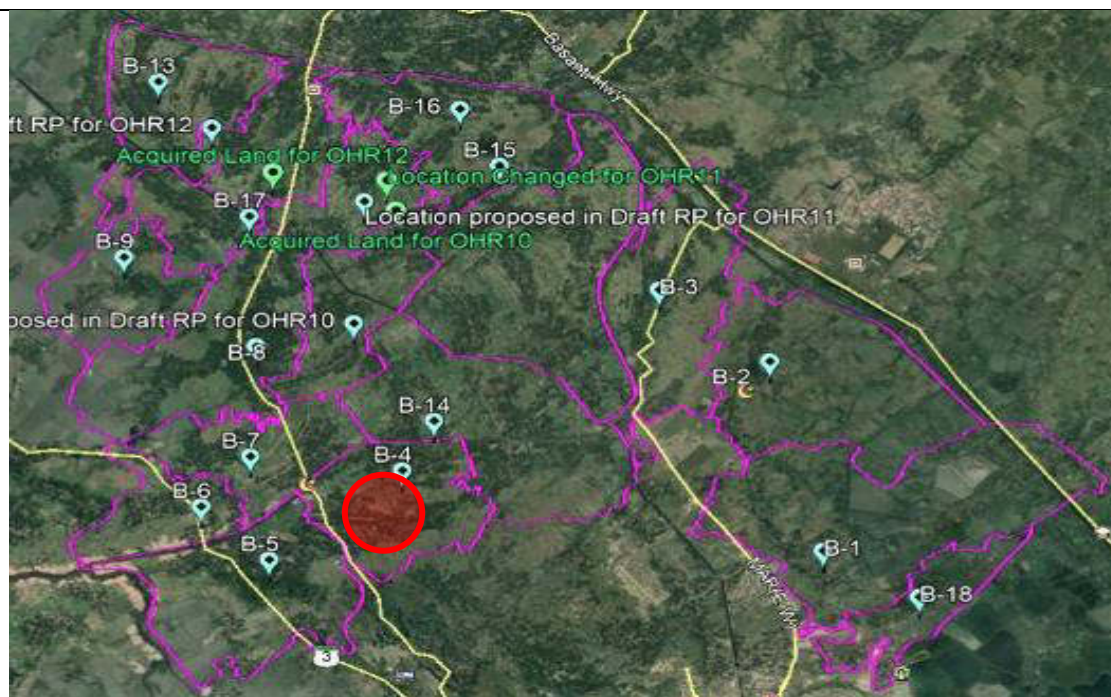 Basanti Hwy
B-13
B-16
ft RP for OHR12
B-15
Acquired Land for OHR12
Location Changed for OHR11
B-17
Location proposed in Draft RP for OHR11
Acquired Land for OHR10
B-9
B-3
posed in Draft RP for OHR10
B-8
B-2
B-14
B-7
B-4
B-6
B-5
B-1
B-18
3